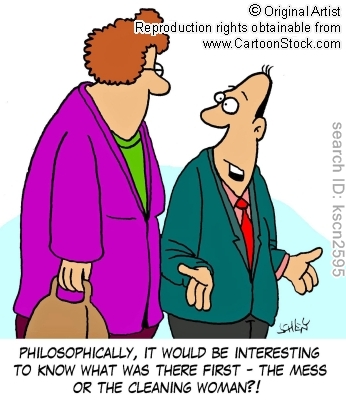 © Original Artist
Reproduction rights obtainable from
www.CartoonStock.com
search ID: kscn2595
PHILOSOPHICALLY, IT WOULD BE INTERESTING
TO KNOW WHAT WAS THERE FIRST - THE MESS
OR THE CLEANING WOMAN?!